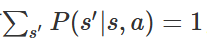 ∑_{s'} P(s'|s, a) = 1